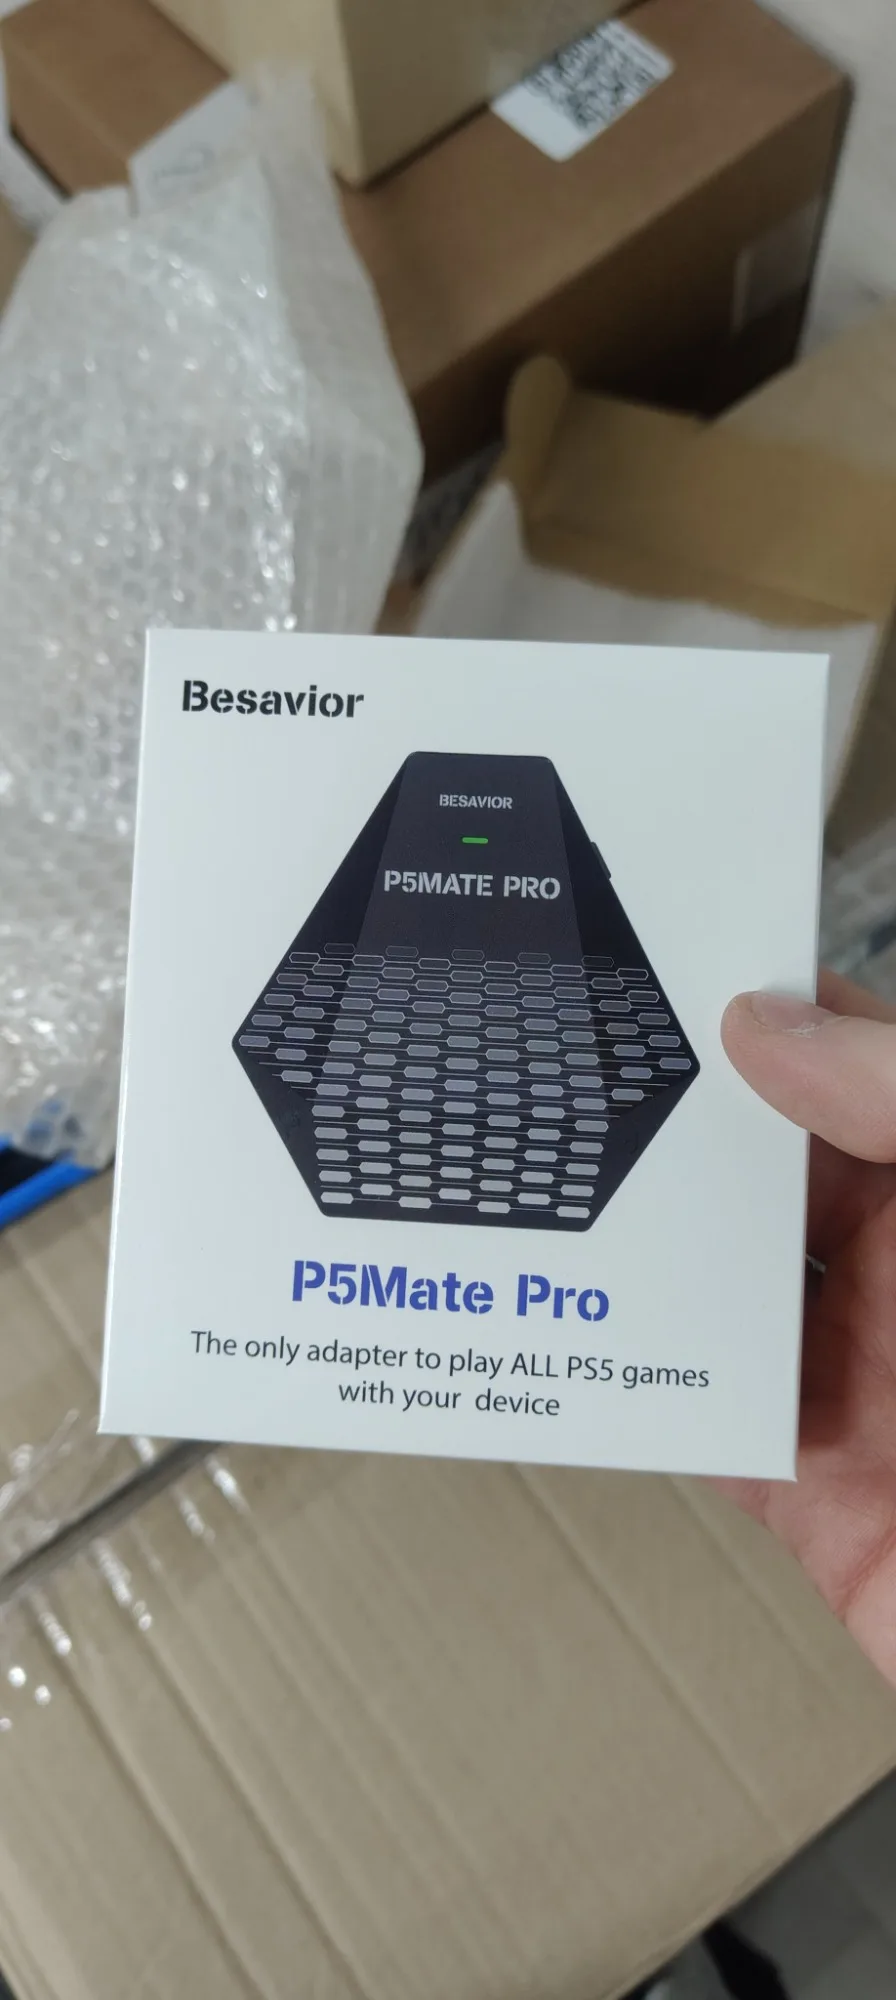 Besavior
BESAVIOR
P5MATE PRO
P5Mate Pro
The only adapter to play ALL PS5 games
with your device